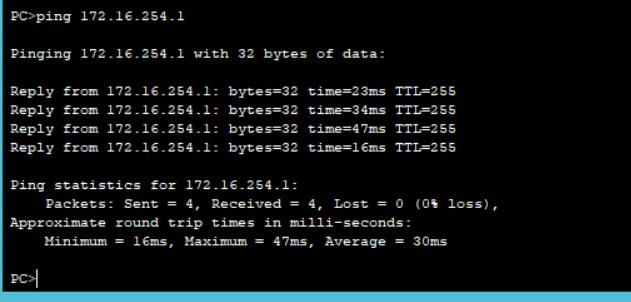 PC>ping 172.16.254.1
Pinging 172.16.254.1 with 32 bytes of data:
Reply from 172.16.254.1: bytes=32 time=23ms TTL=255
Reply from 172.16.254.1: bytes=32 time=34ms TTL=255
Reply from 172.16.254.1: bytes=32 time=47ms TTL=255
Reply from 172.16.254.1: bytes=32 time=16ms TTL=255
Ping statistics for 172.16.254.1:
Packets: Sent = 4, Received = 4, Lost = 0 (0% loss),
Approximate round trip times in milli-seconds:
Minimum = 16ms, Maximum = 47ms, Average = 30ms
PC>